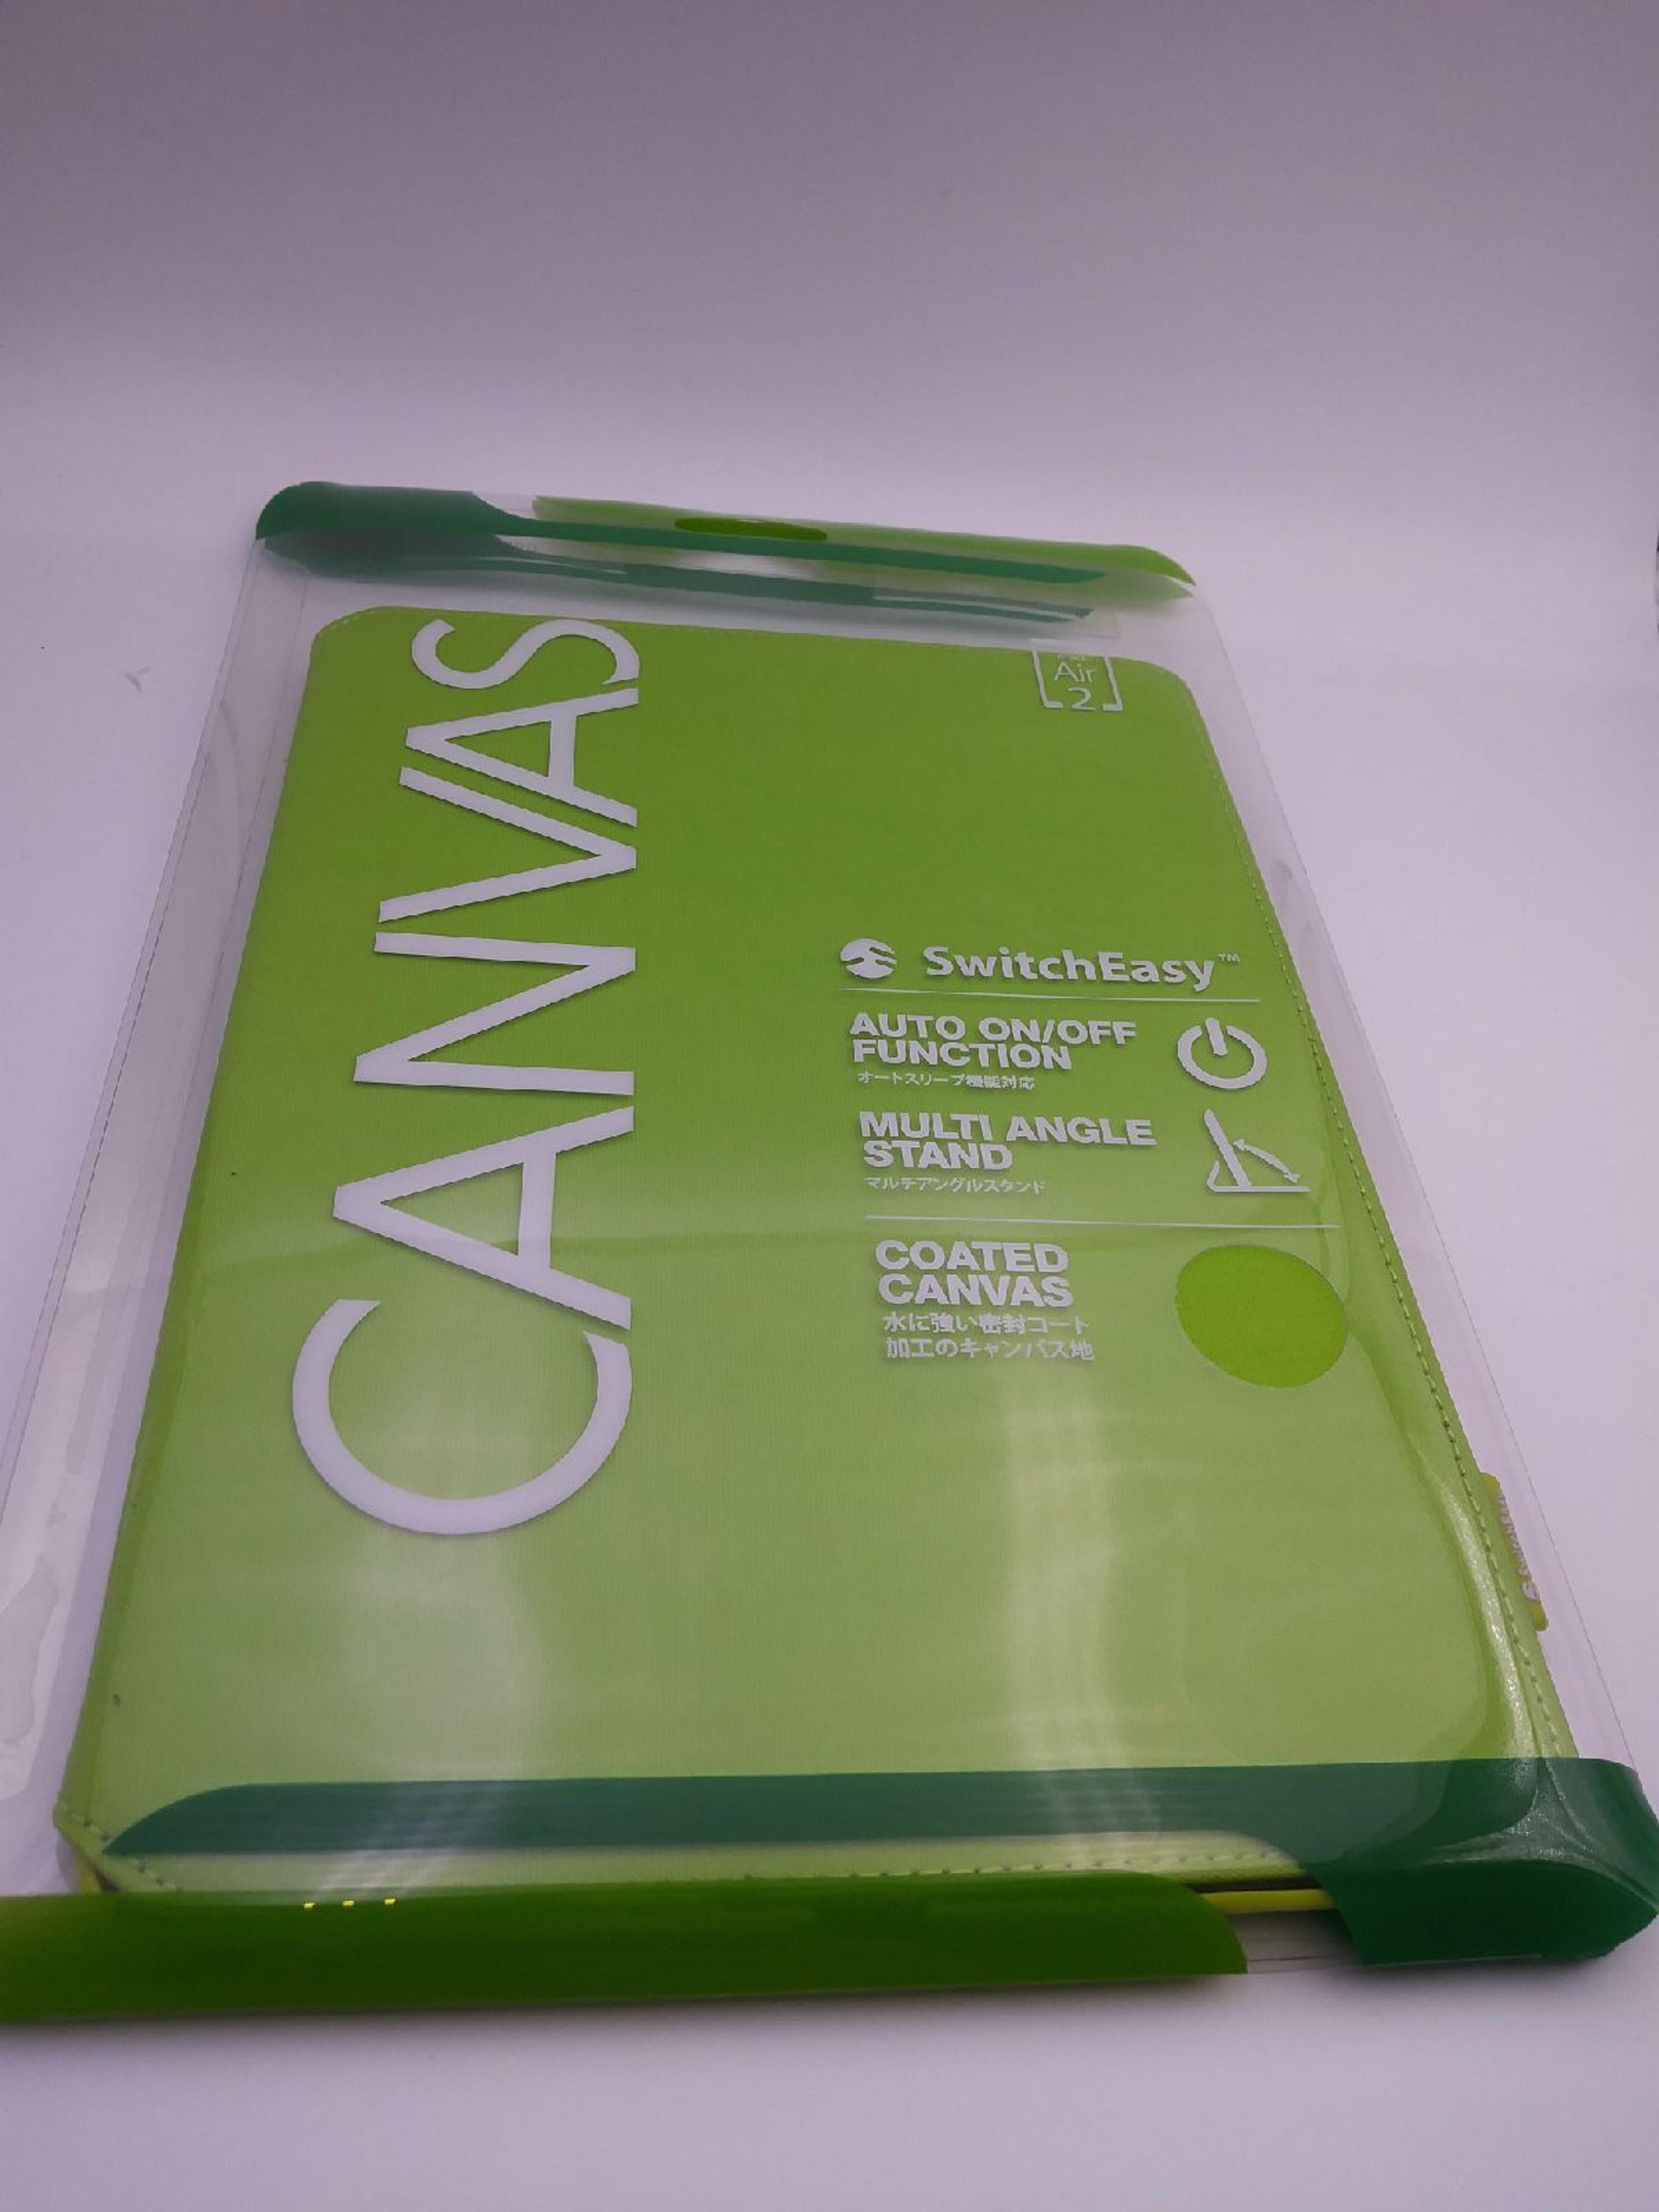 CANVAS
Air
2
SwitchEasy™
AUTO ON/OFF
FUNCTION
オートスリープ機能対応
MULTI ANGLE
STAND
マルチアングルスタンド
COATED
CANVAS
水に強い密封コート
加工のキャンバス地